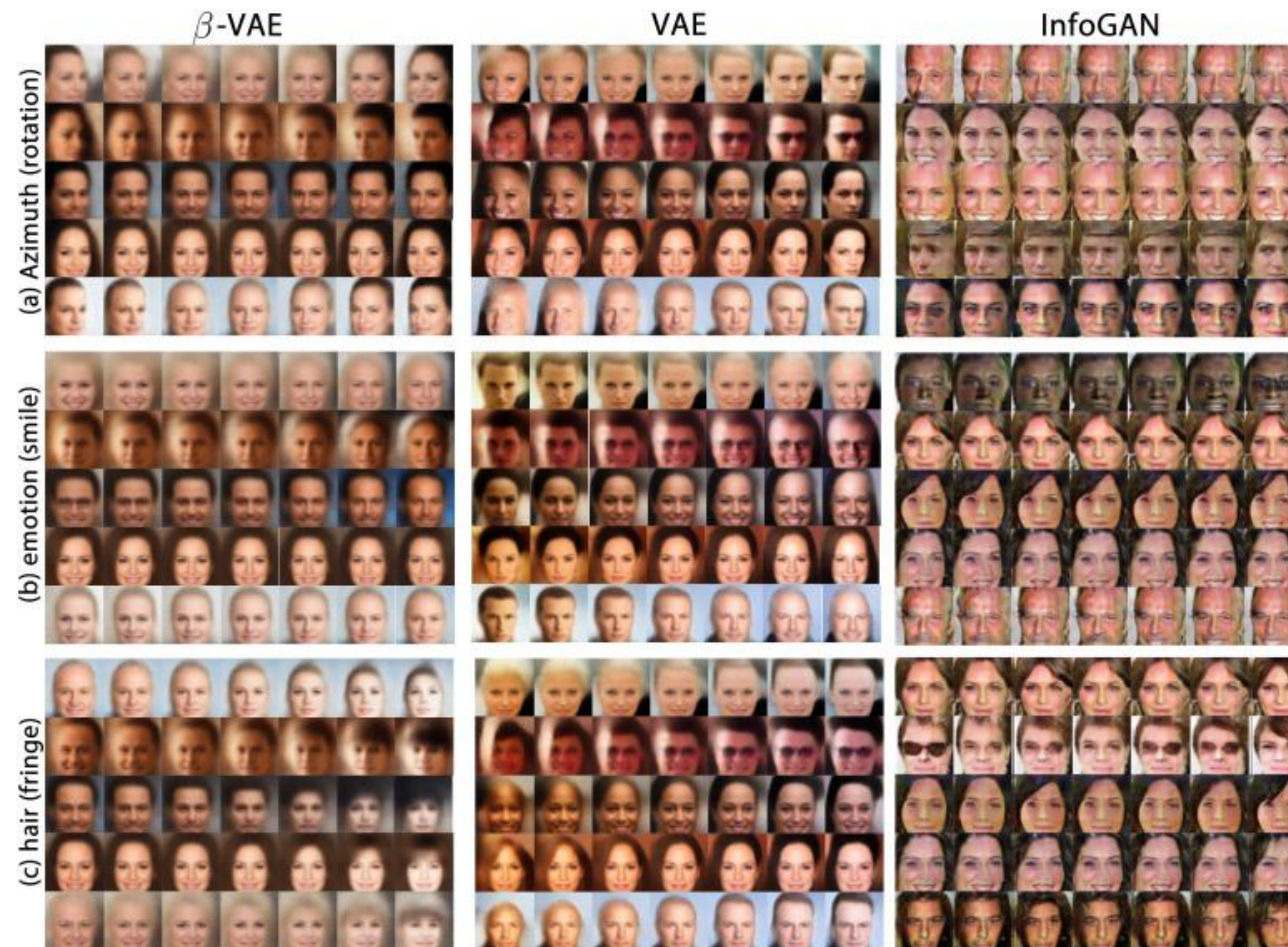 β-VAE VAE InfoGAN
(a) Azimuth (rotation)
(b) emotion (smile)
(c) hair (fringe)